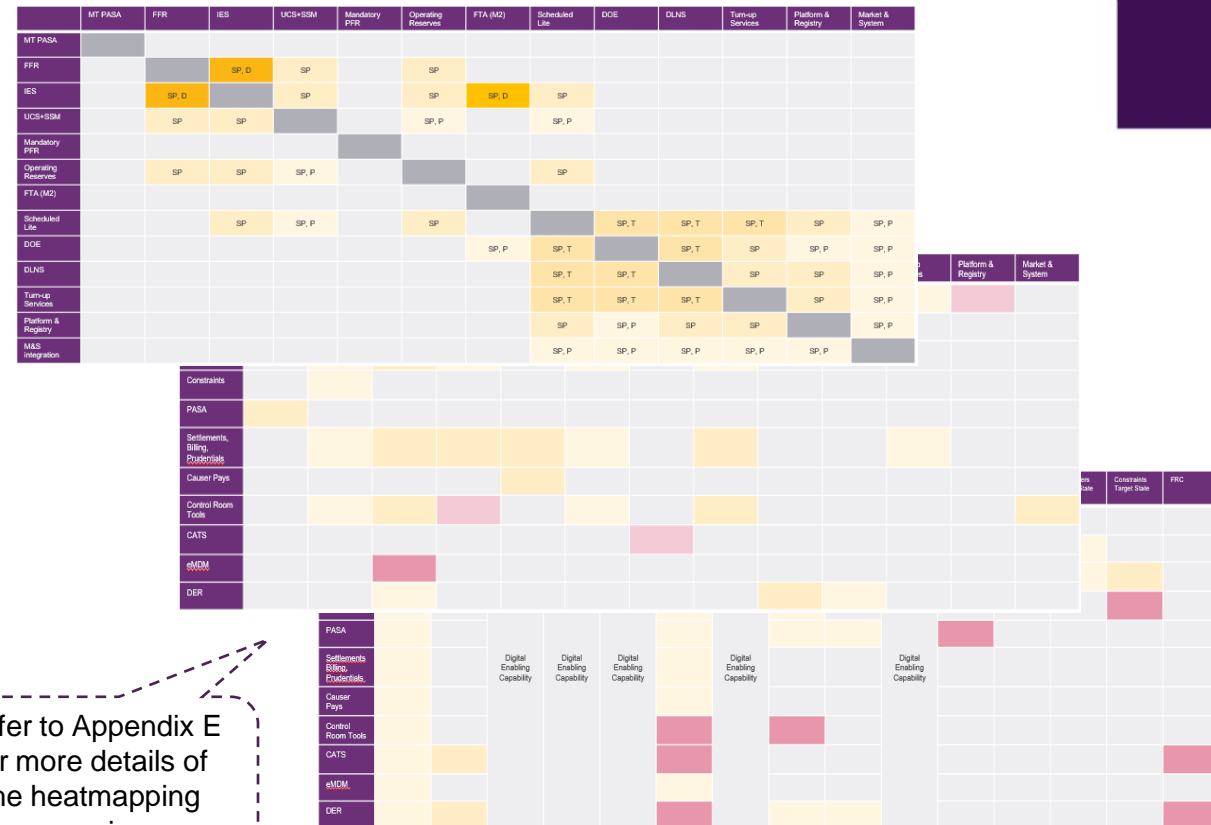 MT PASA FFR IES UCS+SSM Mandatory PFR Operating Reserves FTA (M2) Scheduled Lite DOE DLNS Turn-up Services Platform & Registry Market & System
MT PASA
FFR SP, D SP SP
IES SP, D SP SP SP, D SP
UCS+SSM SP SP SP, P SP, P
Mandatory
PFR
Operating
Reserves SP SP SP, P SP
FTA (M2)
Scheduled
Lite SP SP, P SP SP, T SP, T SP, T SP SP, P
DOE SP, P SP, T SP, T SP SP, P SP, P
DLNS SP, T SP, T SP SP SP, P
Turn-up
Services SP, T SP, T SP, T SP SP, P
Platform &
Registry SP SP, P SP SP SP, P
M&S
integration SP, P SP, P SP, P SP, P SP, P
Platform &
Registry
Market &
System
Constraints
PASA
Settlements,
Billing,
Prudentials
Causer Pays
Control Room
Tools
CATS
eMDM
DER
Constraints
Target State
FRC
PASA
Settlements
Billing,
Prudentials
Digital
Enabling
Capability
Digital
Enabling
Capability
Digital
Enabling
Capability
Digital
Enabling
Capability
Digital
Enabling
Capability
Causer
Pays
Control
Room Tools
CATS
eMDM
DER
fer to Appendix E
r more details of
he heatmapping